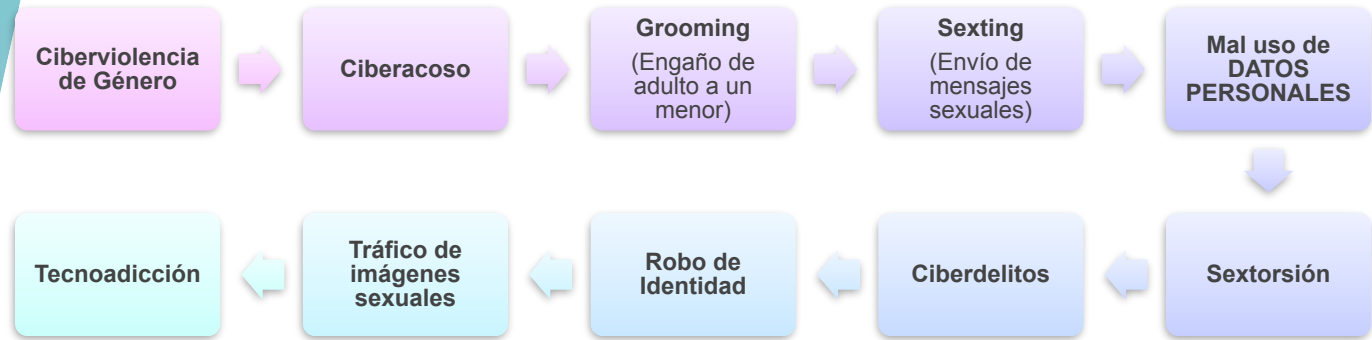 Ciberviolencia
de Género
Ciberacoso
Grooming
(Engaño de
adulto a un
menor)
Sexting
(Envío de
mensajes
sexuales)
Mal uso de
DATOS
PERSONALES
Sextorsión
Ciberdelitos
Robo de
Identidad
Tráfico de
imágenes
sexuales
Tecnoadicción